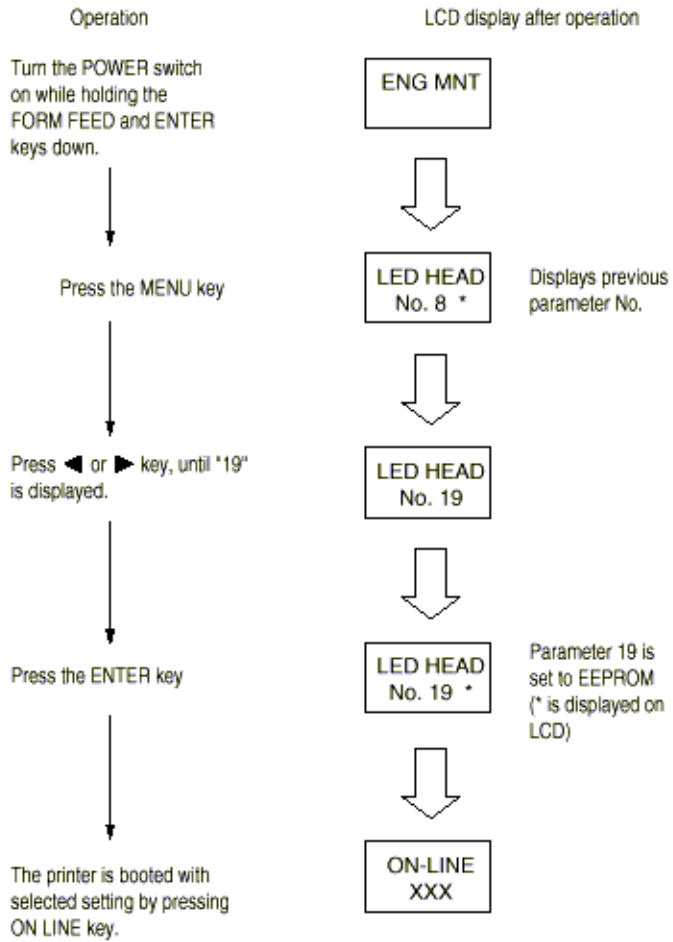 Operation
LCD display after operation
Turn the POWER switch
on while holding the
FORM FEED and ENTER
keys down.
ENG MNT
Press the MENU key
LED HEAD
No. 8 *
Displays previous
parameter No.
Press ◀ or ▶ key, until "19"
is displayed.
LED HEAD
No. 19
Press the ENTER key
LED HEAD
No. 19 *
Parameter 19 is
set to EEPROM
(* is displayed on
LCD)
The printer is booted with
selected setting by pressing
ON LINE key.
ON-LINE
XXX